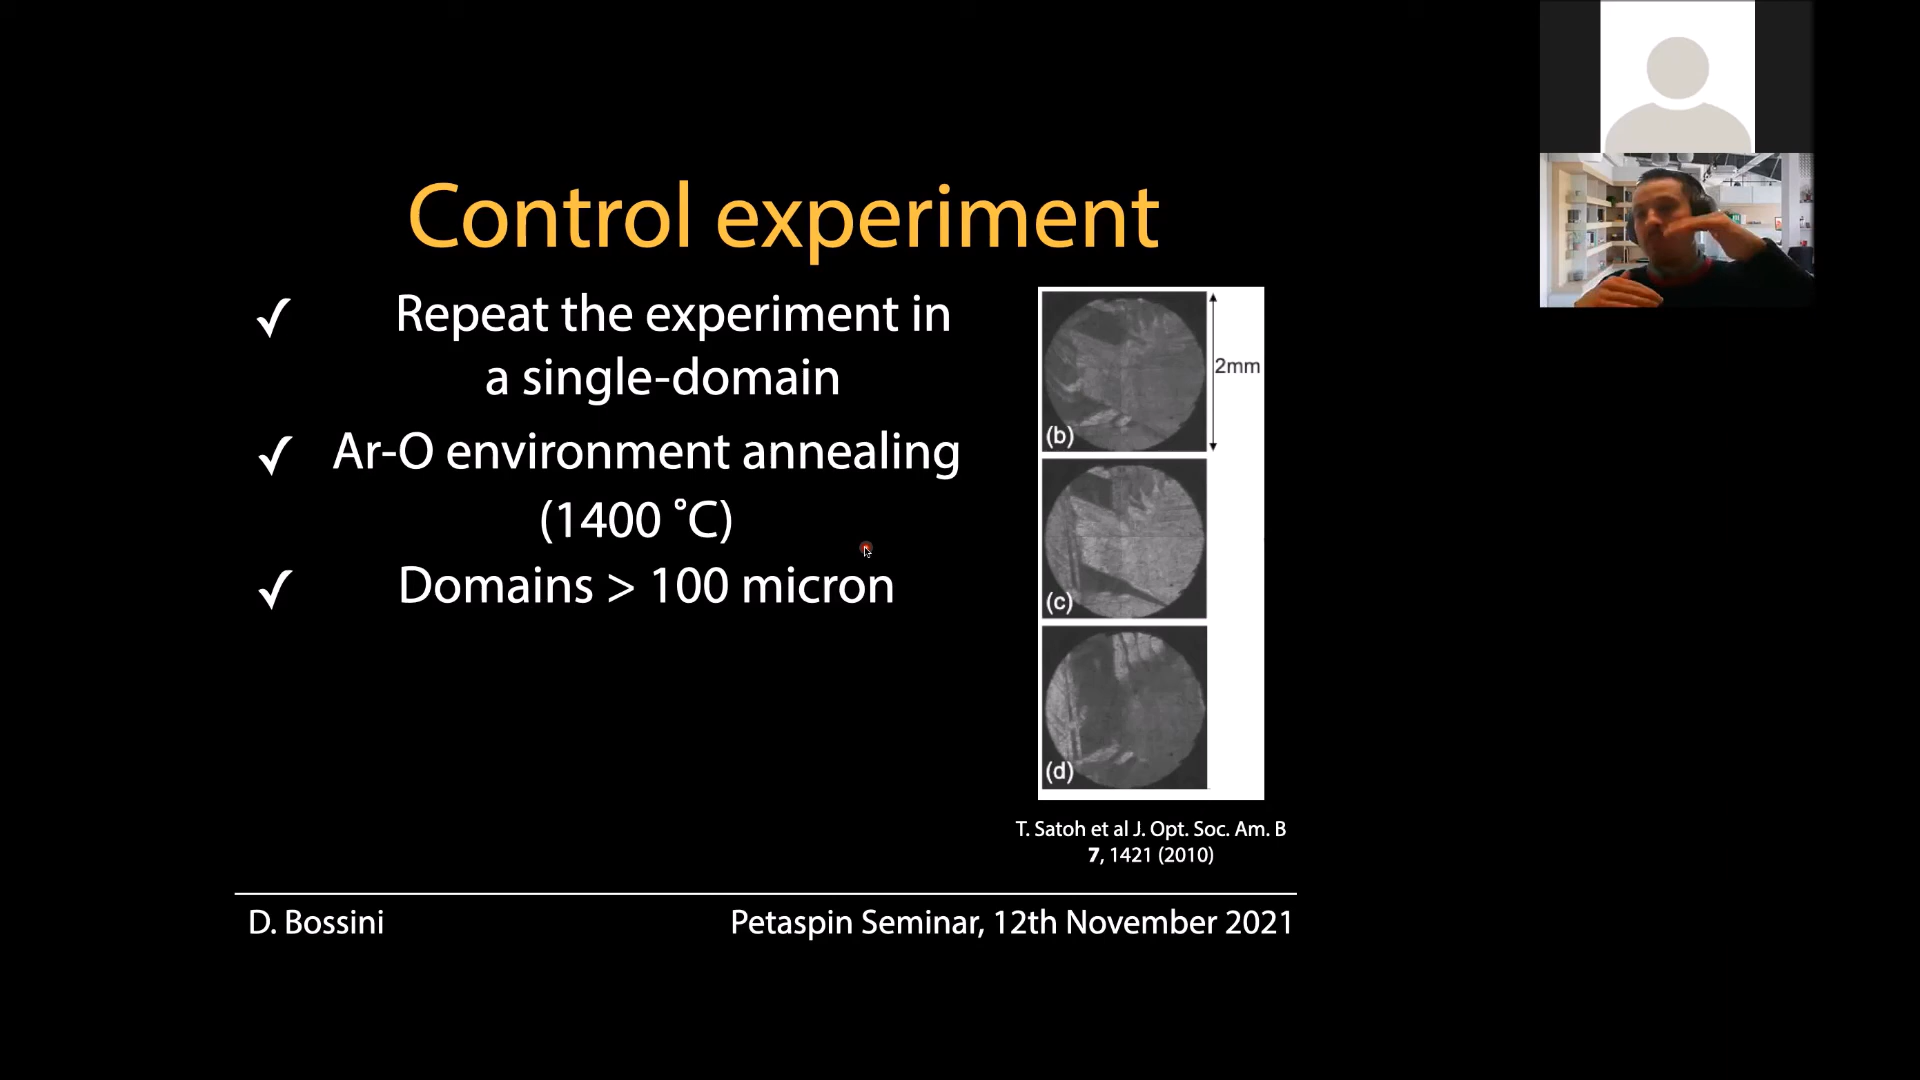 Control experiment
✓ Repeat the experiment in
a single-domain
✓ Ar-O environment annealing
(1400 °C)
✓ Domains > 100 micron
2mm
(b)
(c)
(d)
T. Satoh et al J. Opt. Soc. Am. B
7, 1421 (2010)
D. Bossini
Petaspin Seminar, 12th November 2021